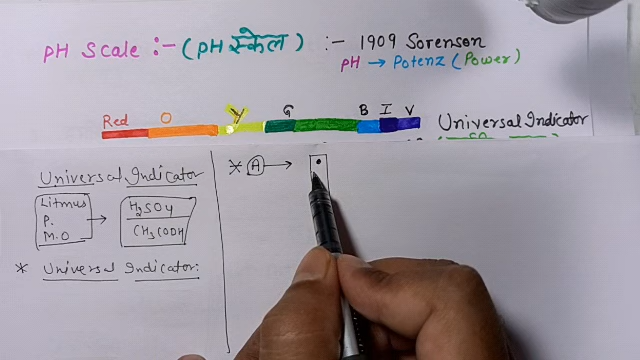 pH Scale :- (pH स्केल) :- 1909 Sorenson
pH → Potenz (Power)
Red O Y G B I V
Universal Indicator
Universal Indicator
Litmus
P.
M.O
→
H₂SO₄
CH₃COOH
* Universal Indicator:
* A →